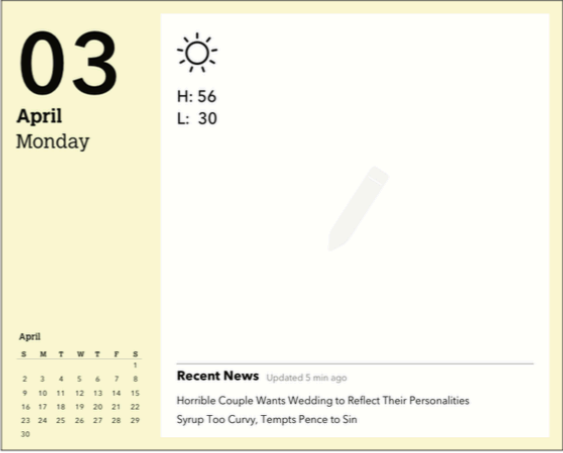 03
April
Monday
H: 56
L: 30
April
S M T W T F S
1
2 3 4 5 6 7 8
9 10 11 12 13 14 15
16 17 18 19 20 21 22
23 24 25 26 27 28 29
30
Recent News Updated 5 min ago
Horrible Couple Wants Wedding to Reflect Their Personalities
Syrup Too Curvy, Tempts Pence to Sin